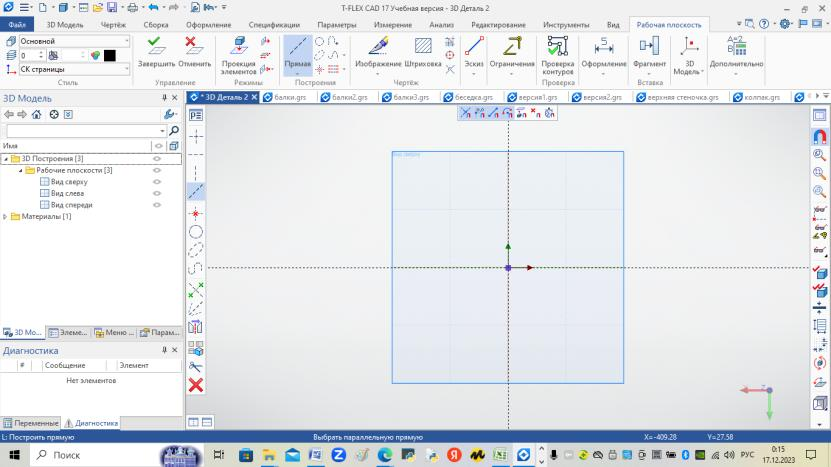 T-FLEX CAD 17 Учебная версия - 3D Деталь 2
Файл 3D Модель Чертёж Сборка Оформление Спецификации Параметры Измерение Анализ Редактирование Инструменты Вид Рабочая плоскость
Основной
0
СК страницы
Стиль
Завершить Отменить
Управление
Проекция элементов
Режимы
Прямая
Построения
Изображение Штриховка
Чертёж
Эскиз
Ограничения
Проверка контуров
Проверка
Оформление
Фрагмент
Вставка
3D Модель
Дополнительно
3D Модель
* 3D Деталь 2 балки.grs балки2.grs балки3.grs беседка.grs версия1.grs версия2.grs верхняя стеночка.grs колпак.grs
Имя
3D Построения [3]
Рабочие плоскости [3]
Вид сверху
Вид слева
Вид спереди
Материалы [1]
Вид сверху
3D Мо... Элеме... Меню ... Парам...
Диагностика
# Сообщение Элемент
Нет элементов
Переменные Диагностика
L: Построить прямую Выбрать параллельную прямую X=-409.28 Y=27.58
Поиск
РУС
0:15
17.12.2023